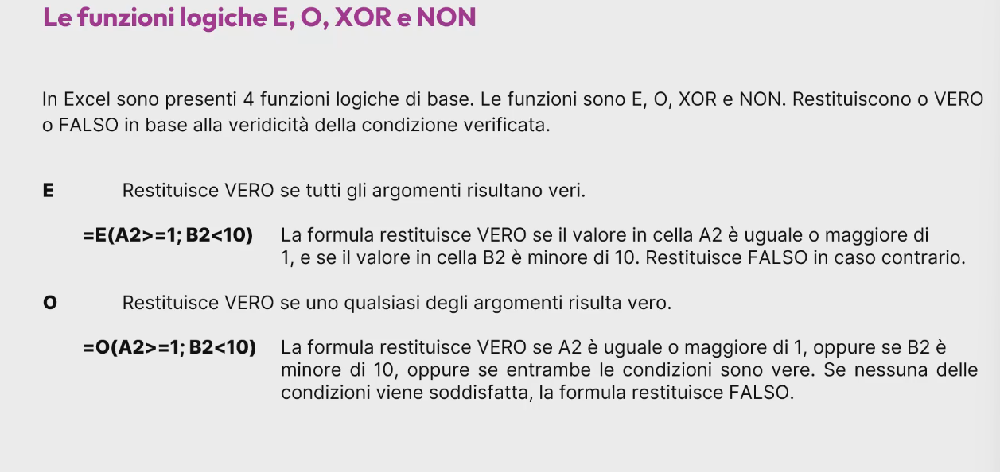 Le funzioni logiche E, O, XOR e NON
In Excel sono presenti 4 funzioni logiche di base. Le funzioni sono E, O, XOR e NON. Restituiscono o VERO
o FALSO in base alla veridicità della condizione verificata.
E Restituisce VERO se tutti gli argomenti risultano veri.
=E(A2>=1; B2<10) La formula restituisce VERO se il valore in cella A2 è uguale o maggiore di
1, e se il valore in cella B2 è minore di 10. Restituisce FALSO in caso contrario.
O Restituisce VERO se uno qualsiasi degli argomenti risulta vero.
=O(A2>=1; B2<10) La formula restituisce VERO se A2 è uguale o maggiore di 1, oppure se B2 è
minore di 10, oppure se entrambe le condizioni sono vere. Se nessuna delle
condizioni viene soddisfatta, la formula restituisce FALSO.